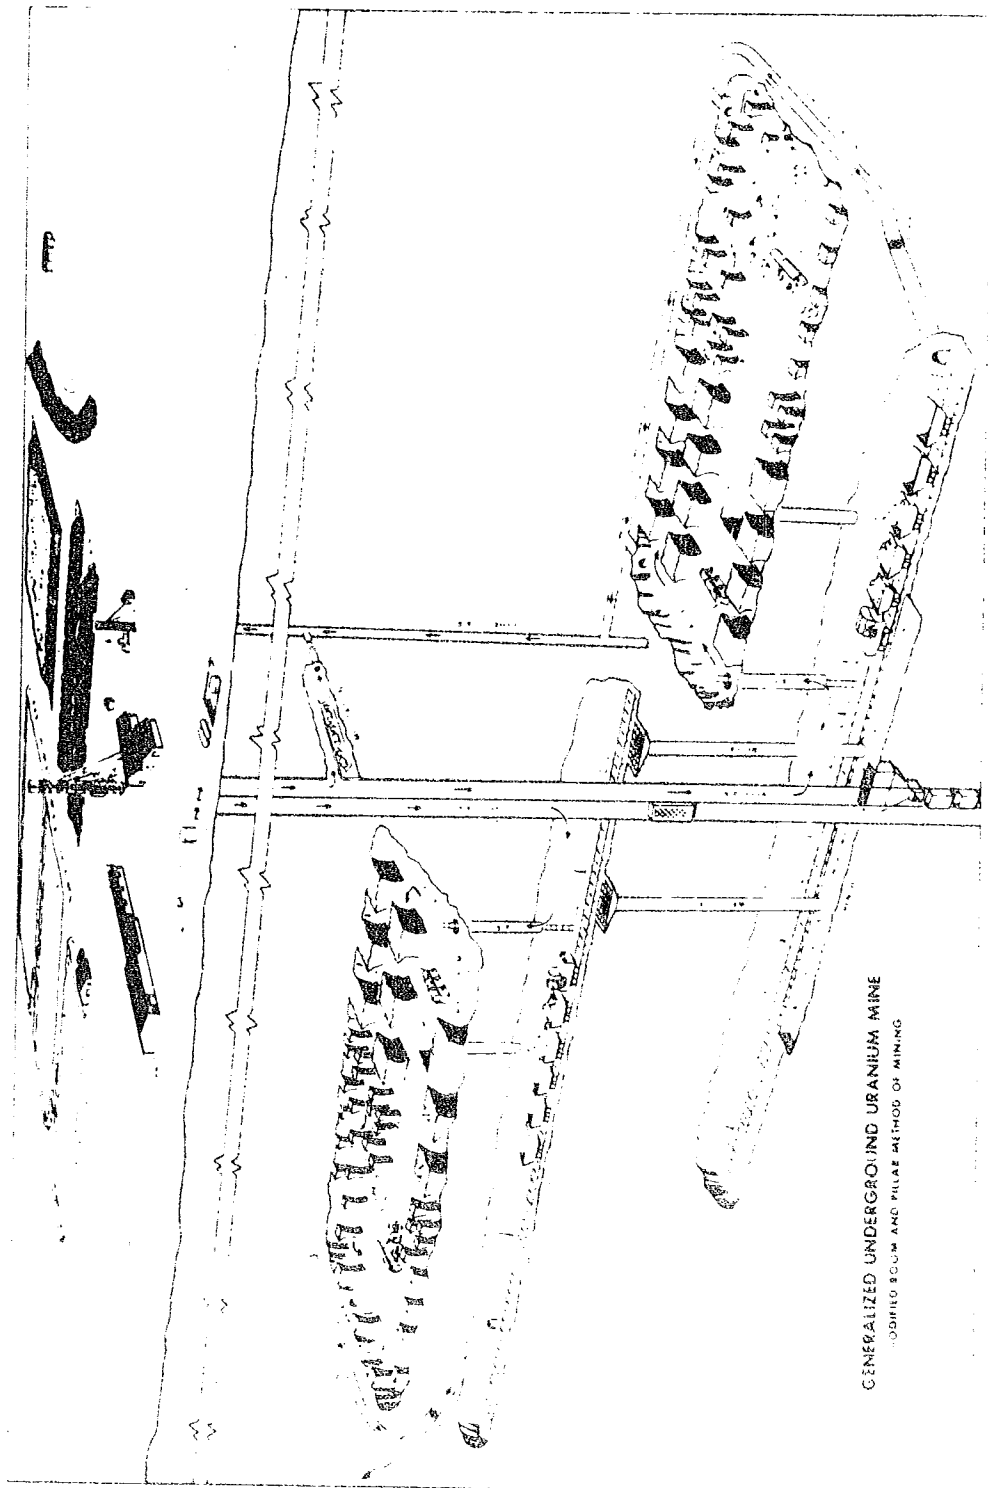 GENERALIZED UNDERGROUND URANIUM MINE
MODIFIED ROOM AND PILLAR METHOD OF MINING